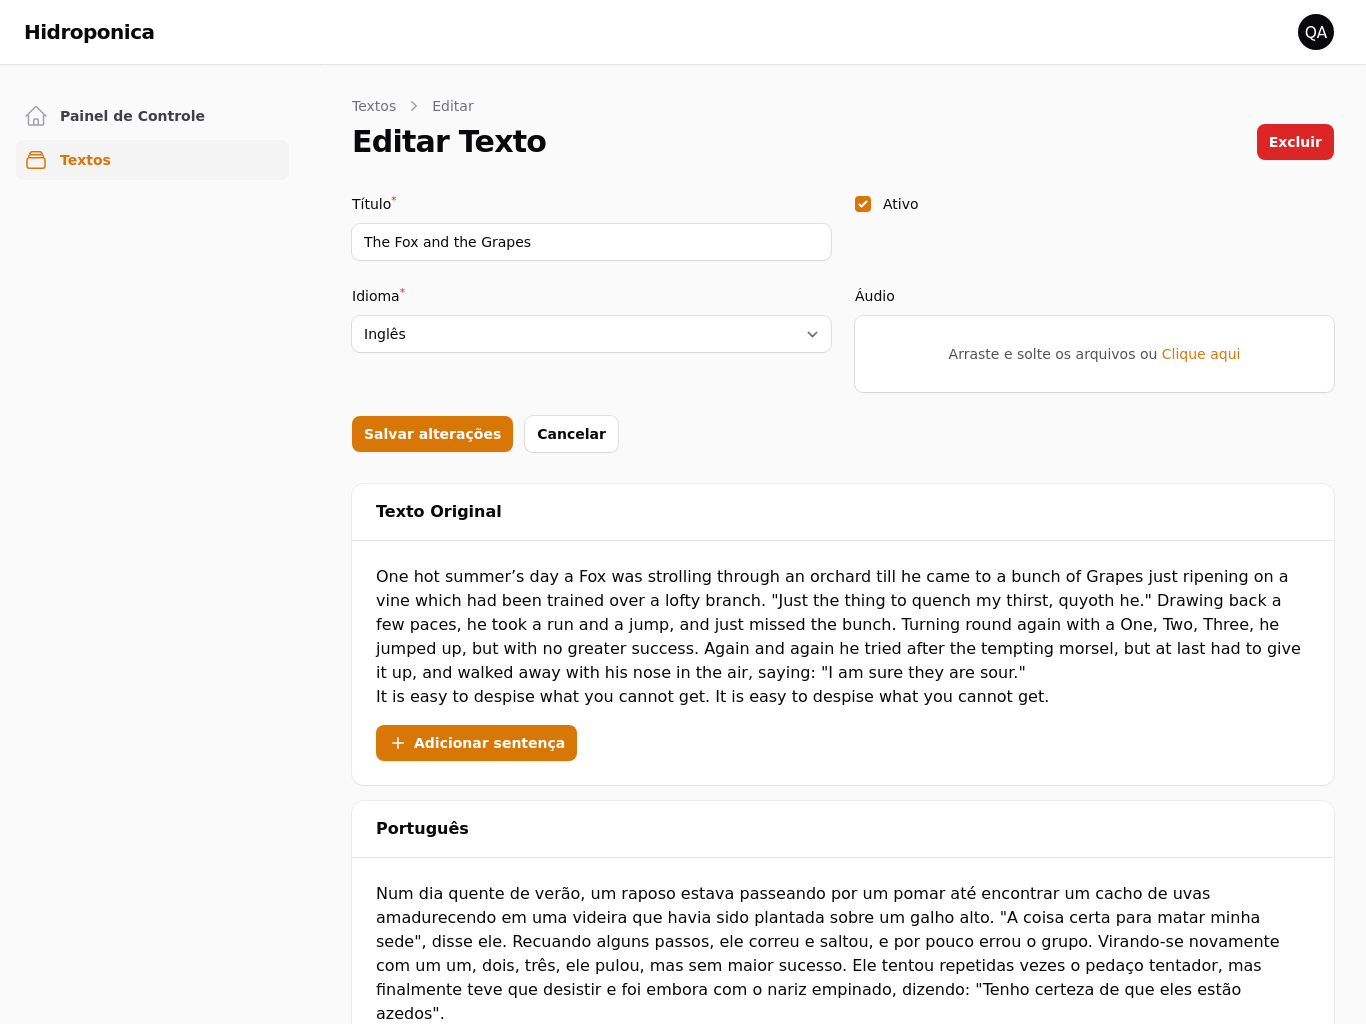 Hidroponica
QA
Painel de Controle
Textos
Textos > Editar
Editar Texto
Excluir
Título*
Ativo
The Fox and the Grapes
Idioma*
Áudio
Inglês
Arraste e solte os arquivos ou Clique aqui
Salvar alterações
Cancelar
Texto Original
One hot summer’s day a Fox was strolling through an orchard till he came to a bunch of Grapes just ripening on a
vine which had been trained over a lofty branch. "Just the thing to quench my thirst, quyoth he." Drawing back a
few paces, he took a run and a jump, and just missed the bunch. Turning round again with a One, Two, Three, he
jumped up, but with no greater success. Again and again he tried after the tempting morsel, but at last had to give
it up, and walked away with his nose in the air, saying: "I am sure they are sour."
It is easy to despise what you cannot get. It is easy to despise what you cannot get.
Adicionar sentença
Português
Num dia quente de verão, um raposo estava passeando por um pomar até encontrar um cacho de uvas
amadurecendo em uma videira que havia sido plantada sobre um galho alto. "A coisa certa para matar minha
sede", disse ele. Recuando alguns passos, ele correu e saltou, e por pouco errou o grupo. Virando-se novamente
com um um, dois, três, ele pulou, mas sem maior sucesso. Ele tentou repetidas vezes o pedaço tentador, mas
finalmente teve que desistir e foi embora com o nariz empinado, dizendo: "Tenho certeza de que eles estão
azedos".